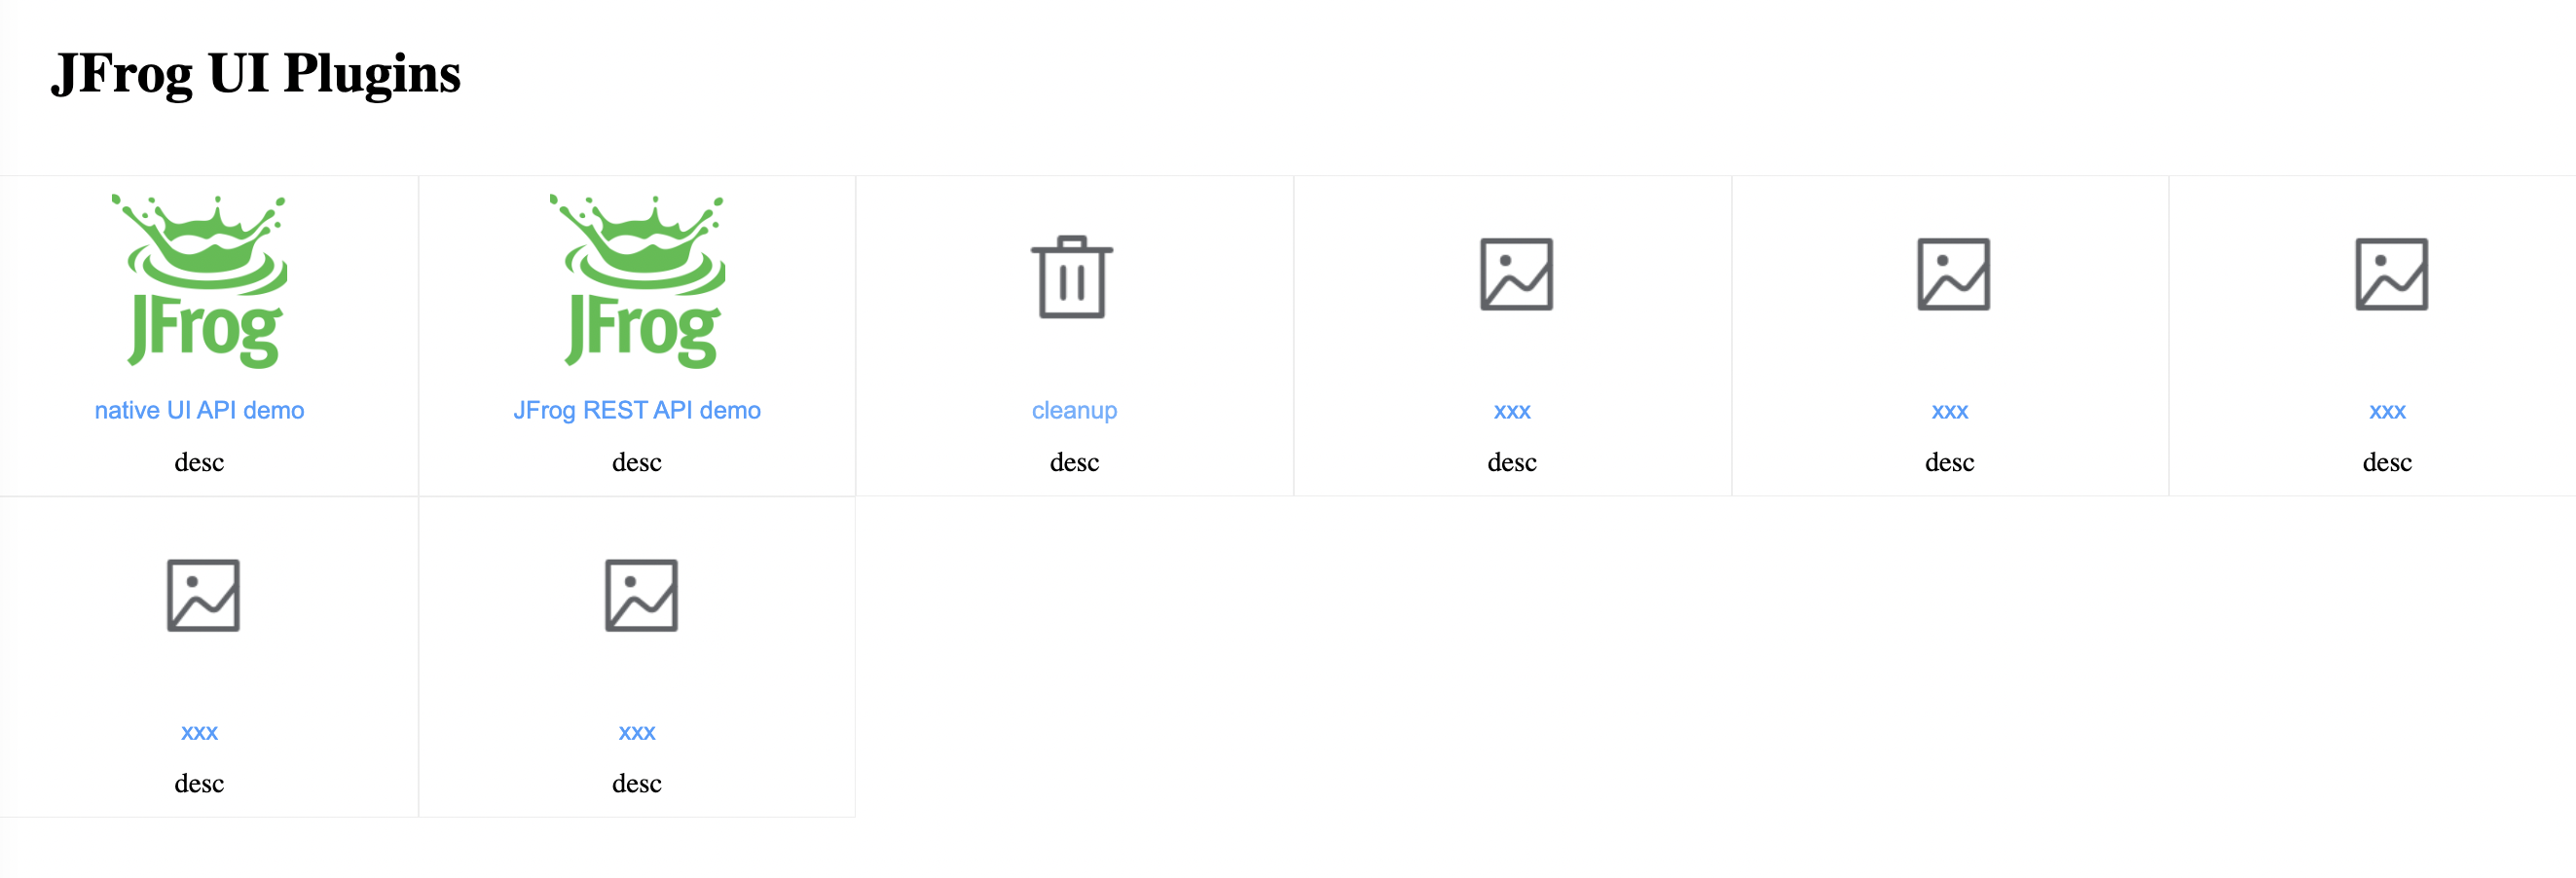 JFrog UI Plugins
JFrog
JFrog
native UI API demo
JFrog REST API demo
cleanup
xxx
xxx
xxx
desc
desc
desc
desc
desc
desc
xxx
xxx
desc
desc